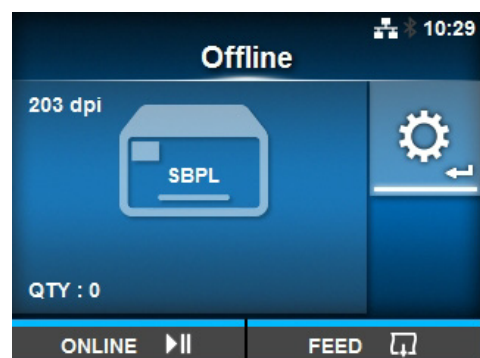 10:29
Offline
203 dpi
SBPL
QTY : 0
ONLINE
FEED